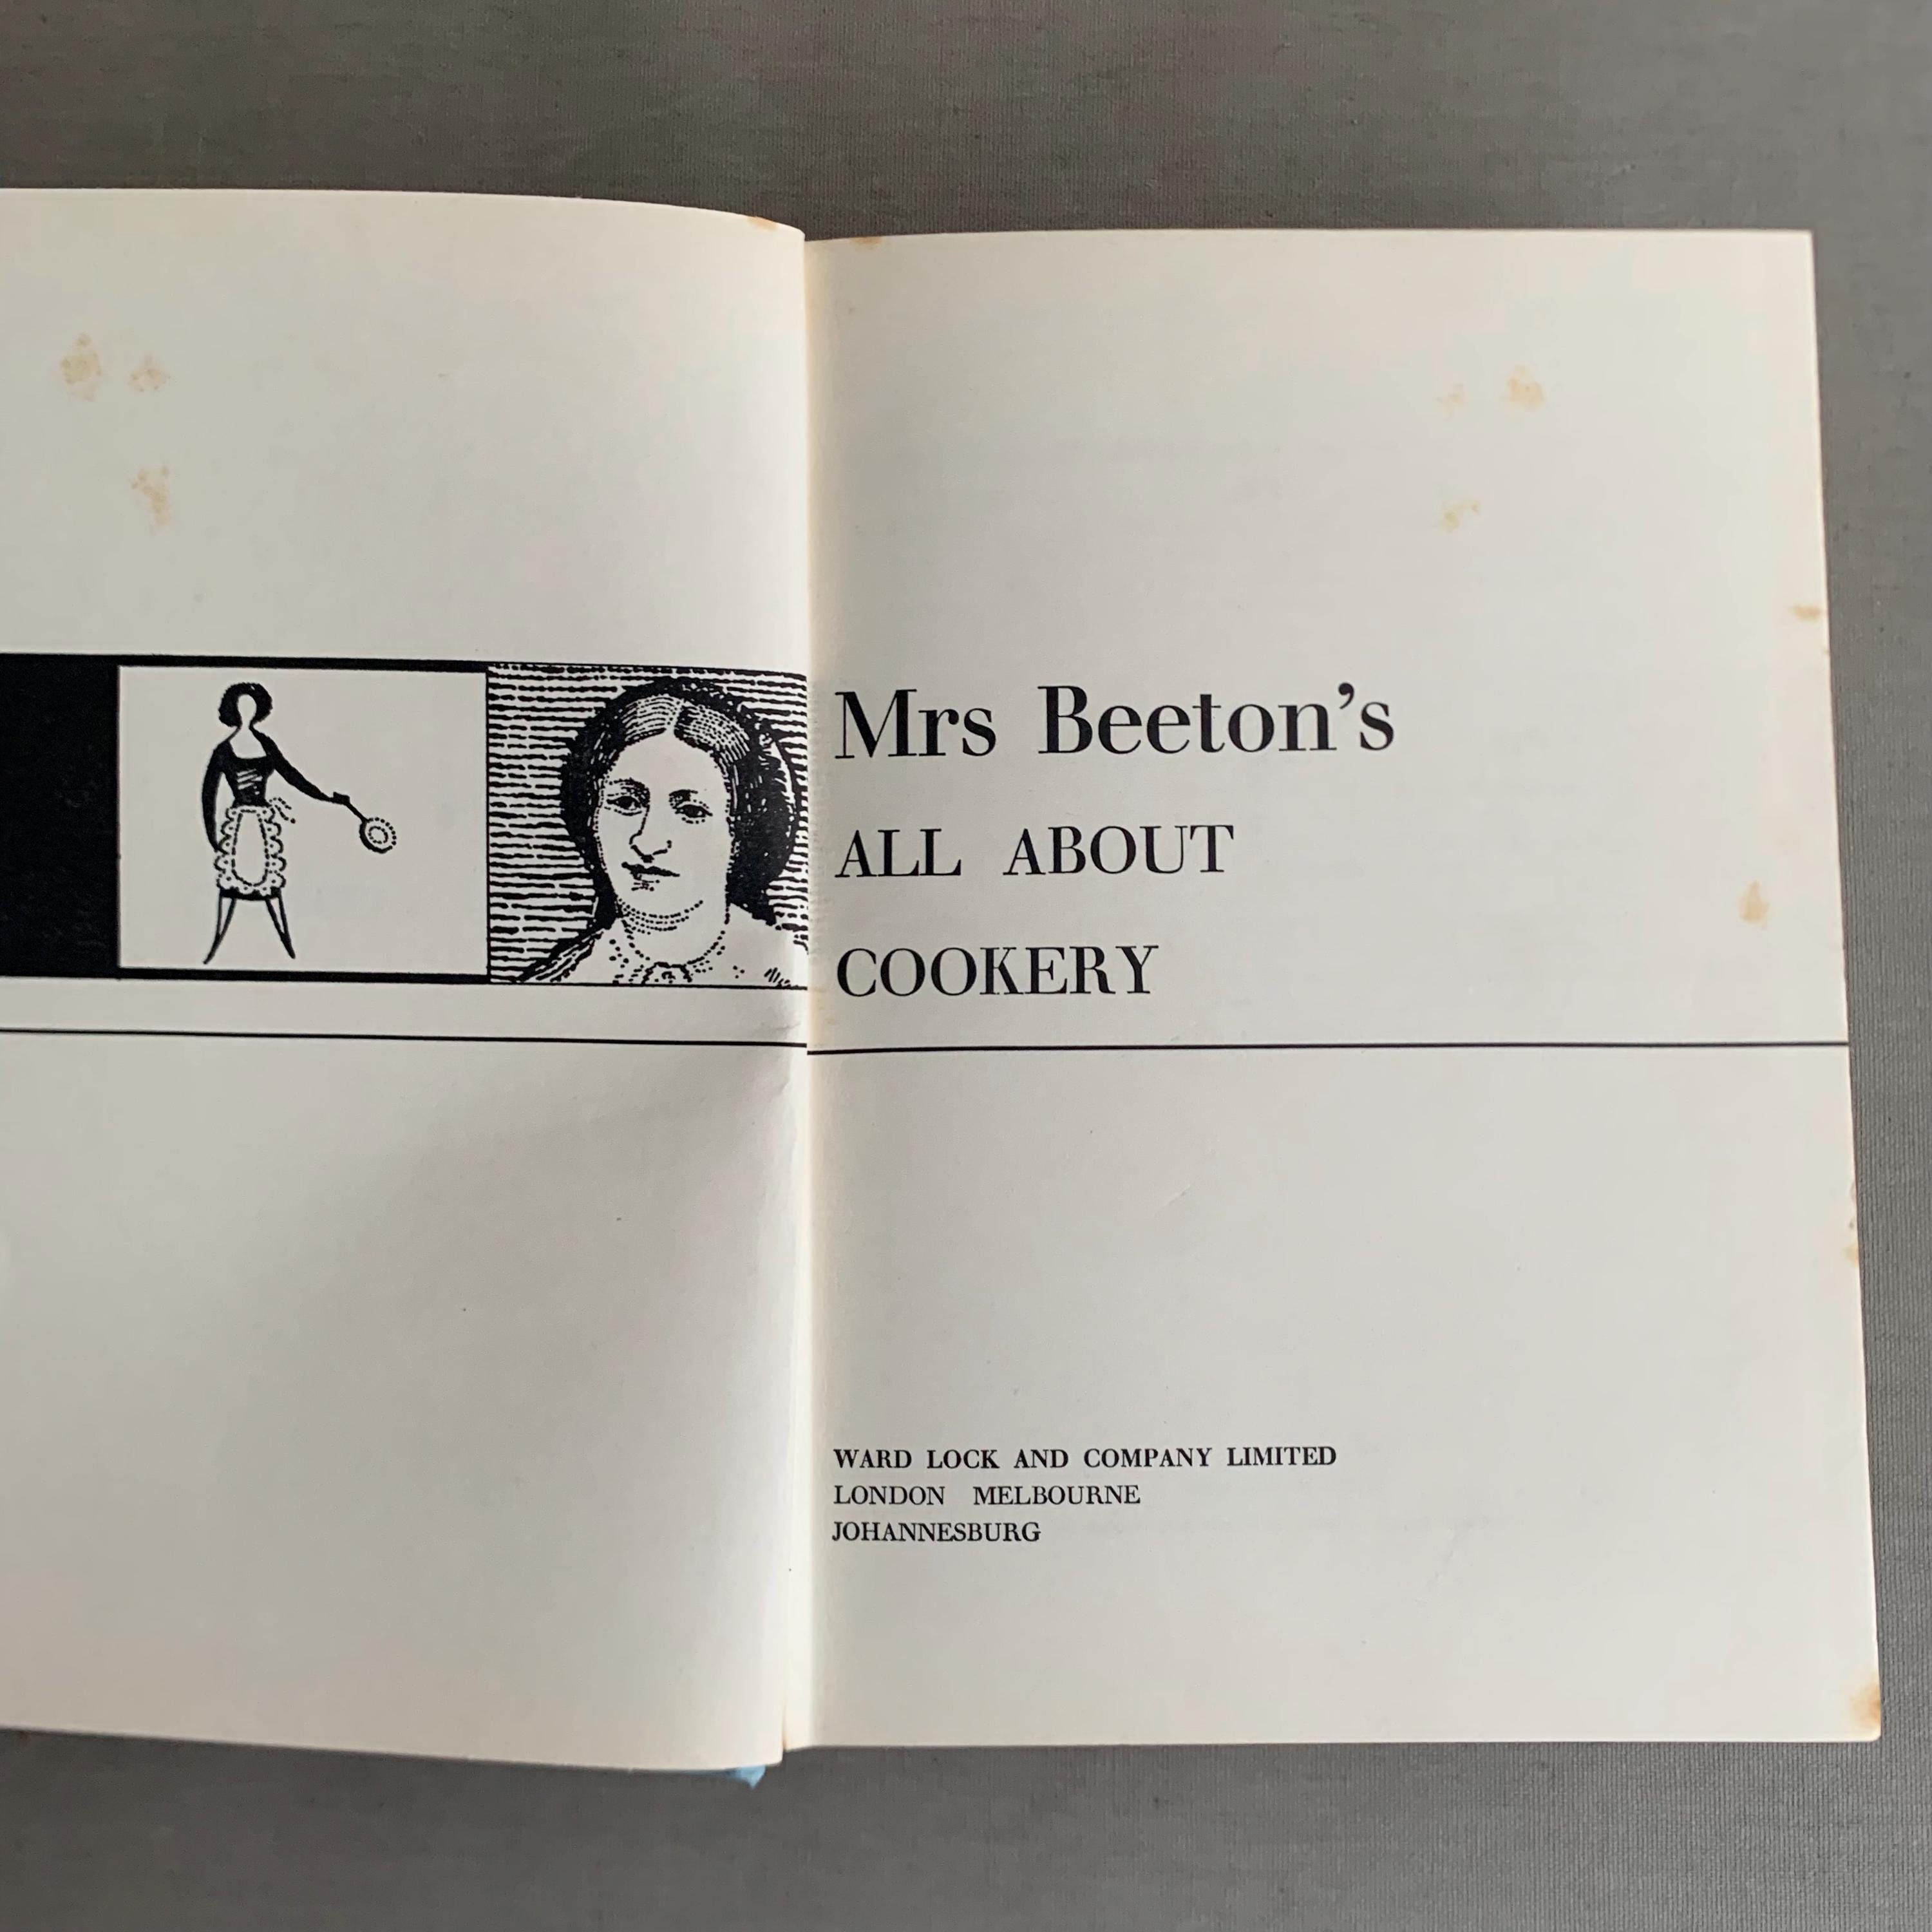 Mrs Beeton’s
ALL ABOUT
COOKERY
WARD LOCK AND COMPANY LIMITED
LONDON MELBOURNE
JOHANNESBURG